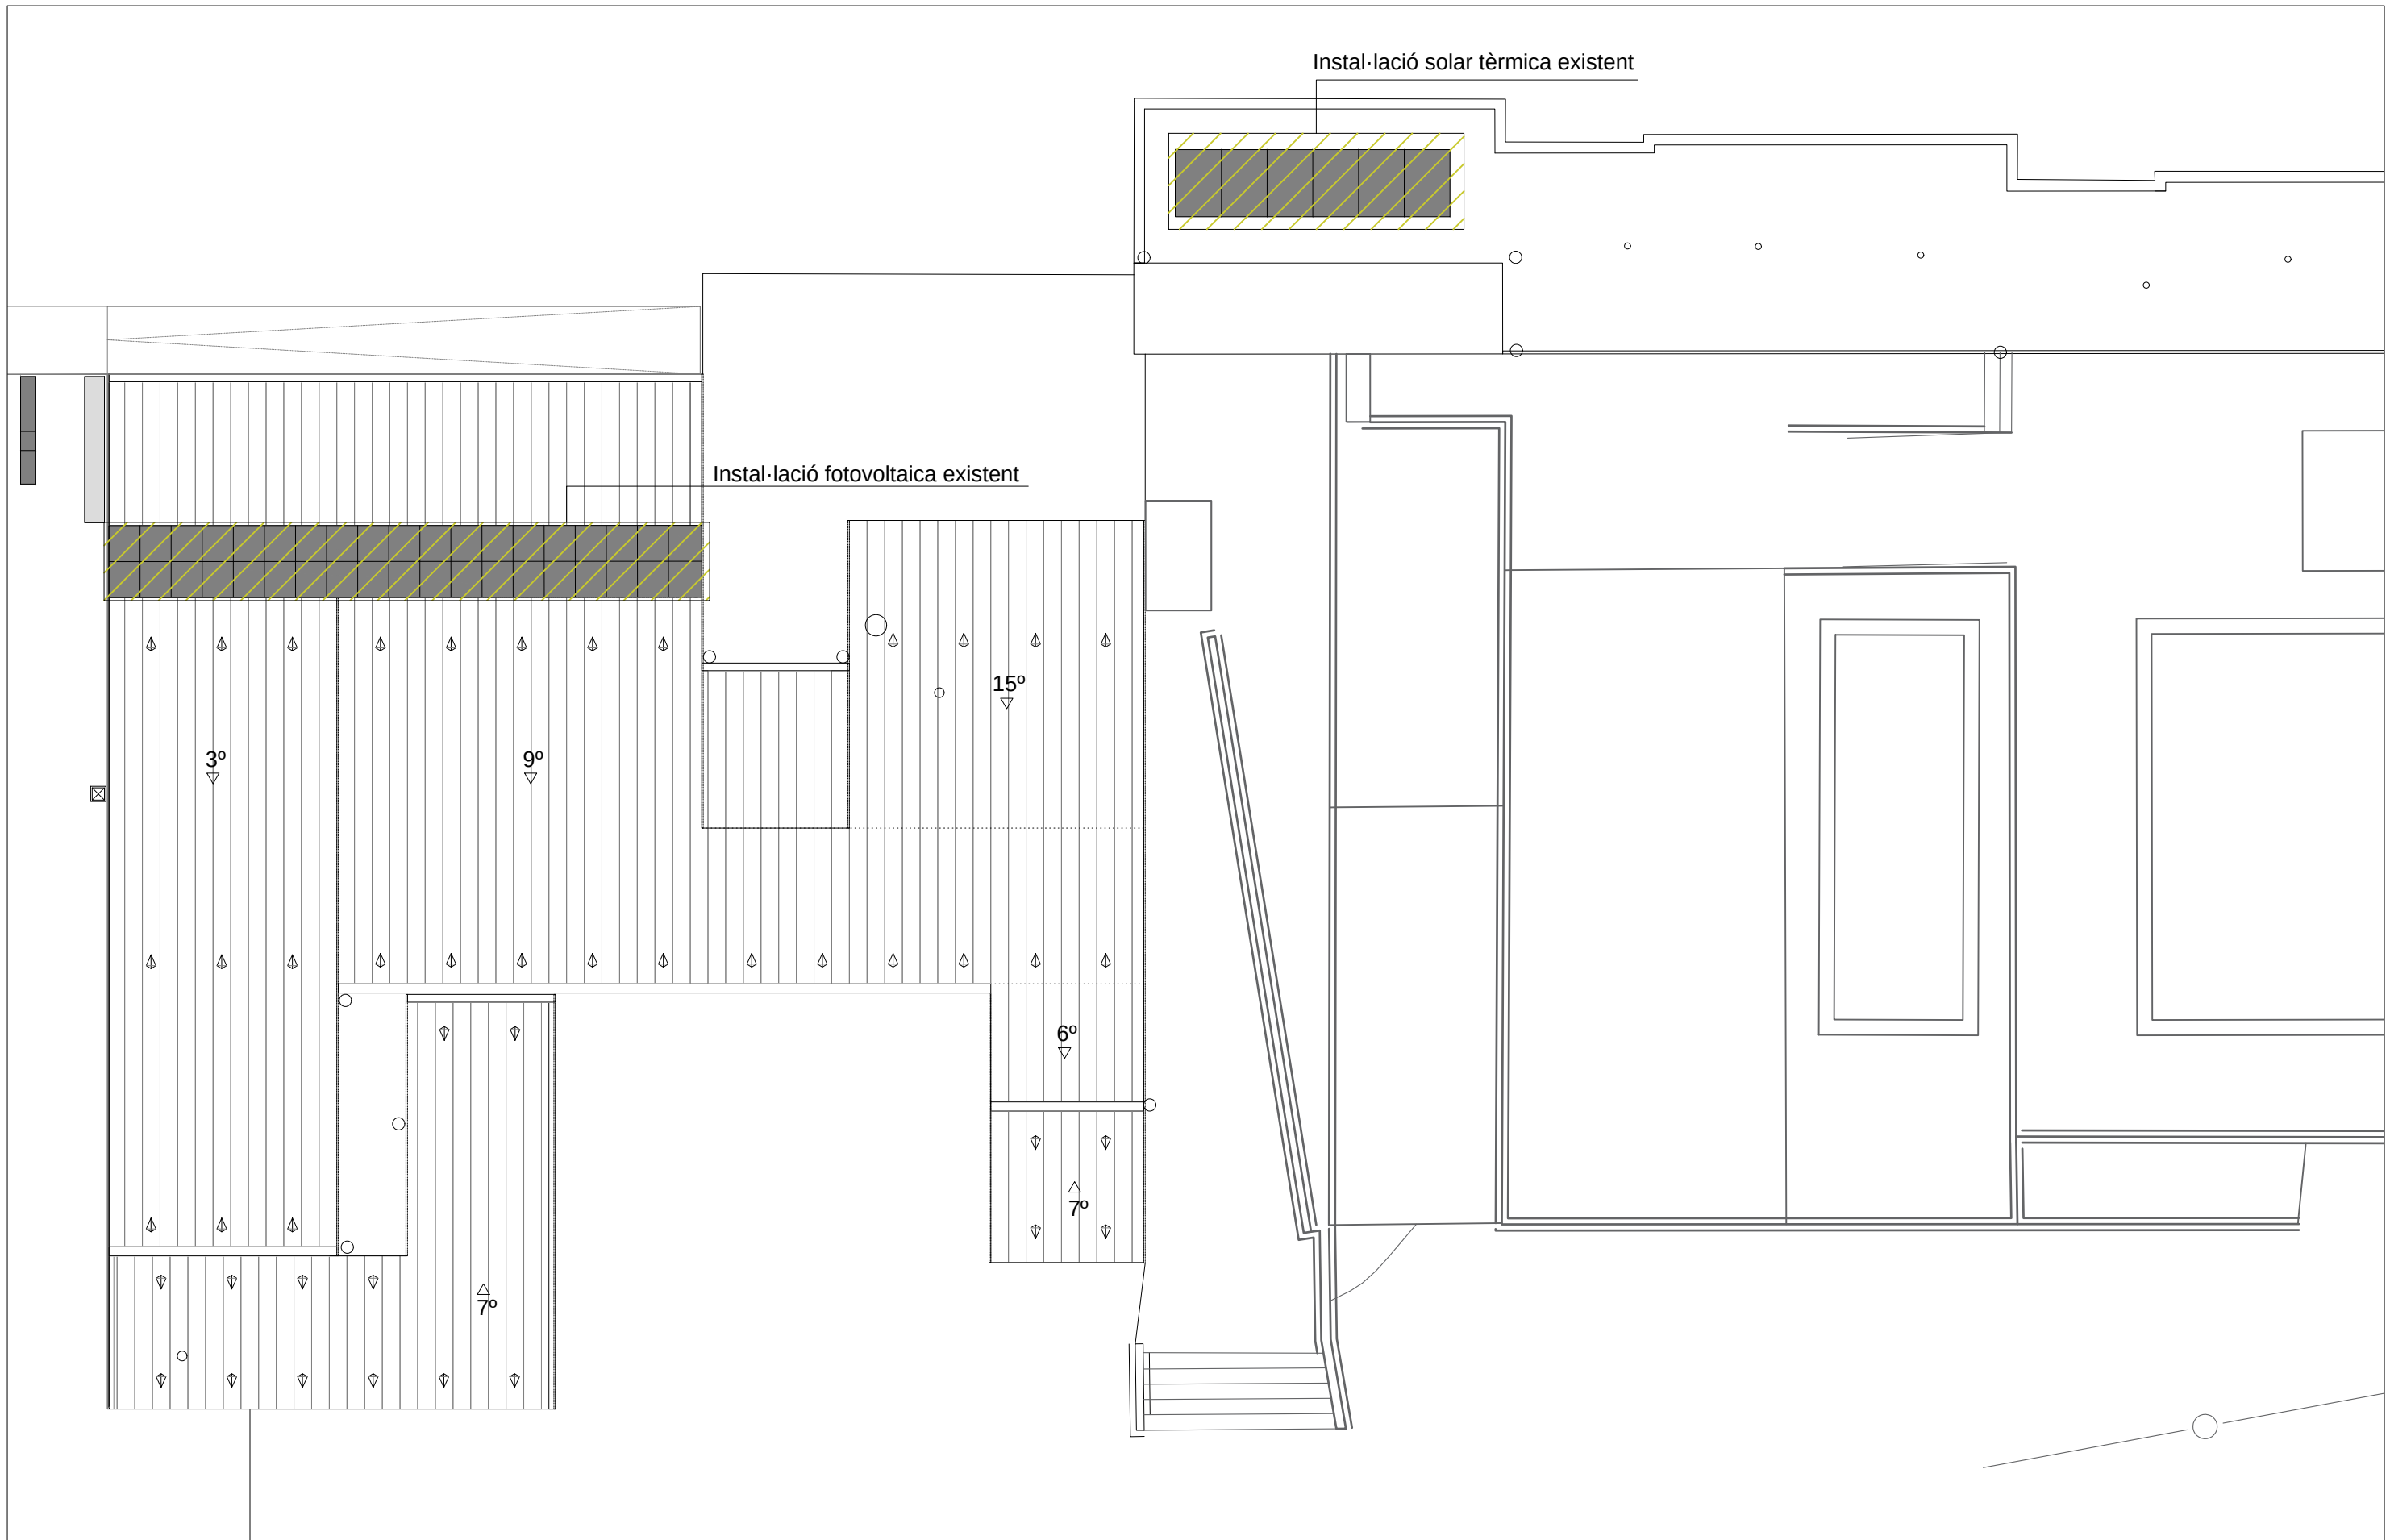 Instal·lació solar tèrmica existent
Instal·lació fotovoltaica existent
15º
3º
9º
6º
7º
7º